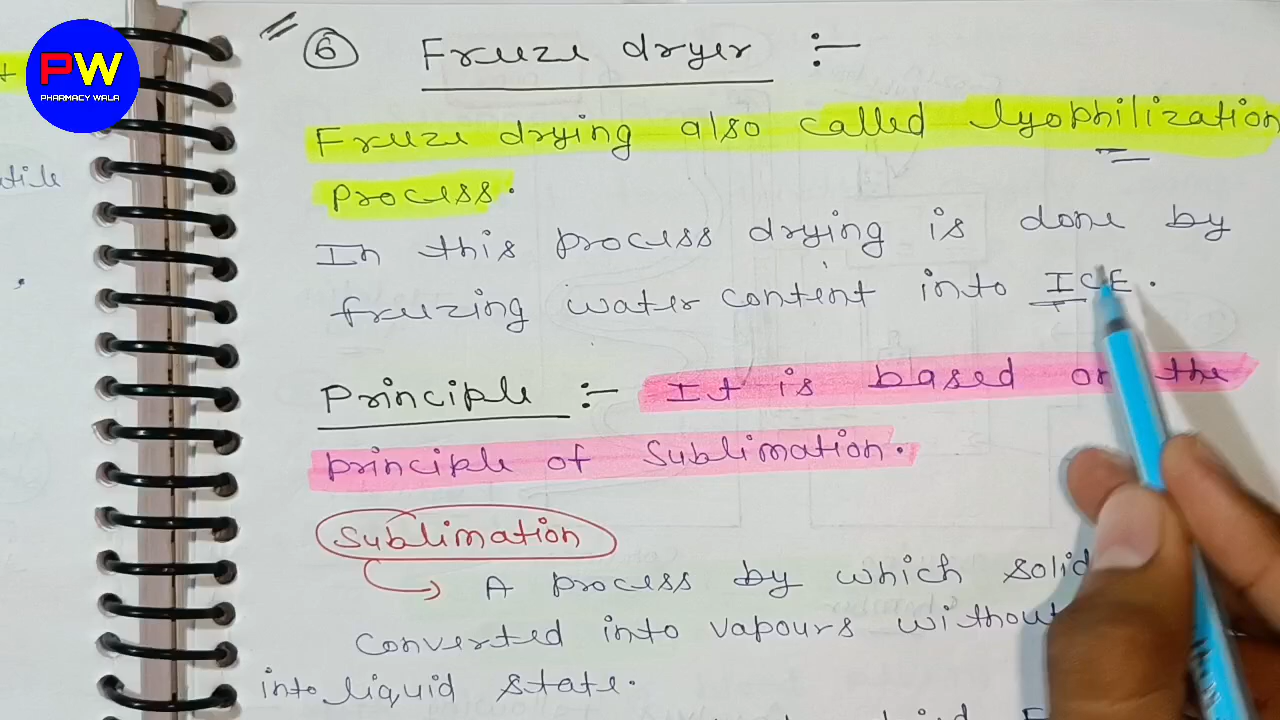 PW
PHARMACY WALA
6 Freeze dryer :-
Freeze drying also called lyophilization
process.
In this process drying is done by
freezing water content into ICE.
Principle :- It is based on the
principle of Sublimation.
Sublimation
→ A process by which solid
converted into vapours without
into liquid state.